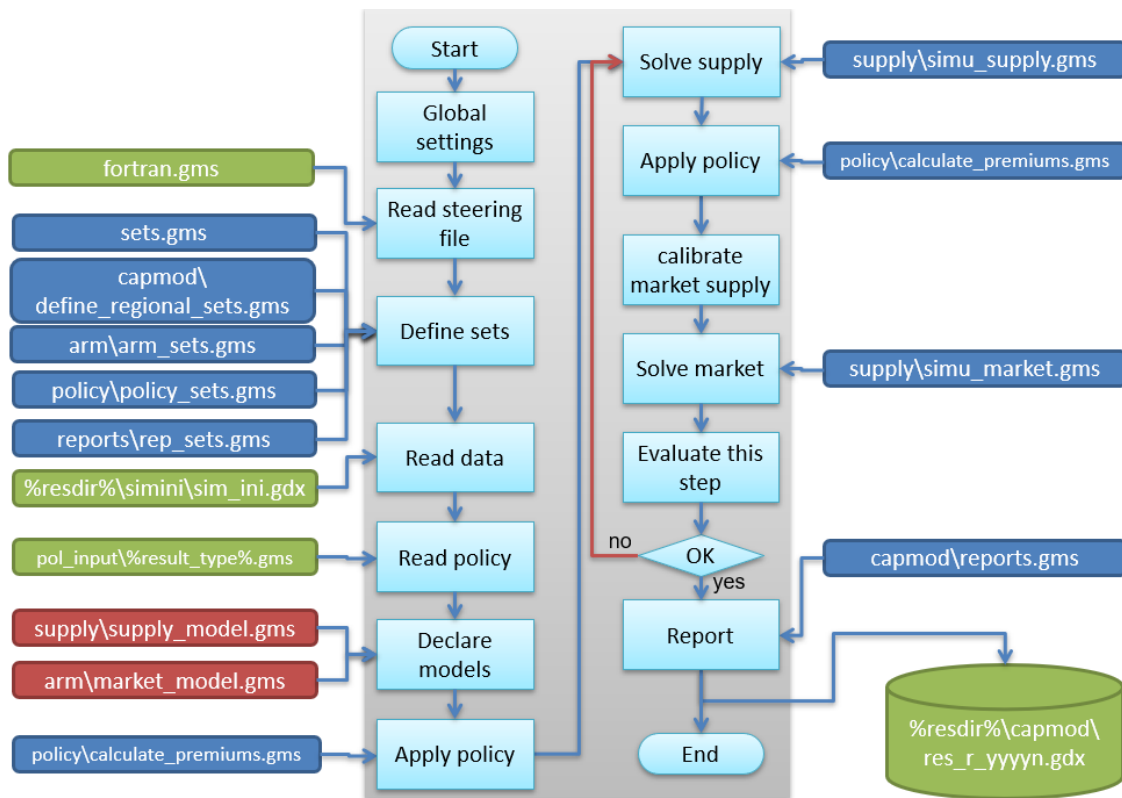 Start
Global
settings
fortran.gms
Read steering
file
sets.gms
capmod\
define_regional_sets.gms
arm\arm_sets.gms
policy\policy_sets.gms
reports\rep_sets.gms
Define sets
%resdir%\simini\sim_ini.gdx
Read data
pol_input\%result_type%.gms
Read policy
supply\supply_model.gms
arm\market_model.gms
Declare
models
policy\calculate_premiums.gms
Apply policy
Solve supply
supply\simu_supply.gms
Apply policy
policy\calculate_premiums.gms
calibrate
market supply
Solve market
supply\simu_market.gms
Evaluate this
step
no
OK
yes
capmod\reports.gms
Report
%resdir%\capmod\
res_r_yyyyn.gdx
End